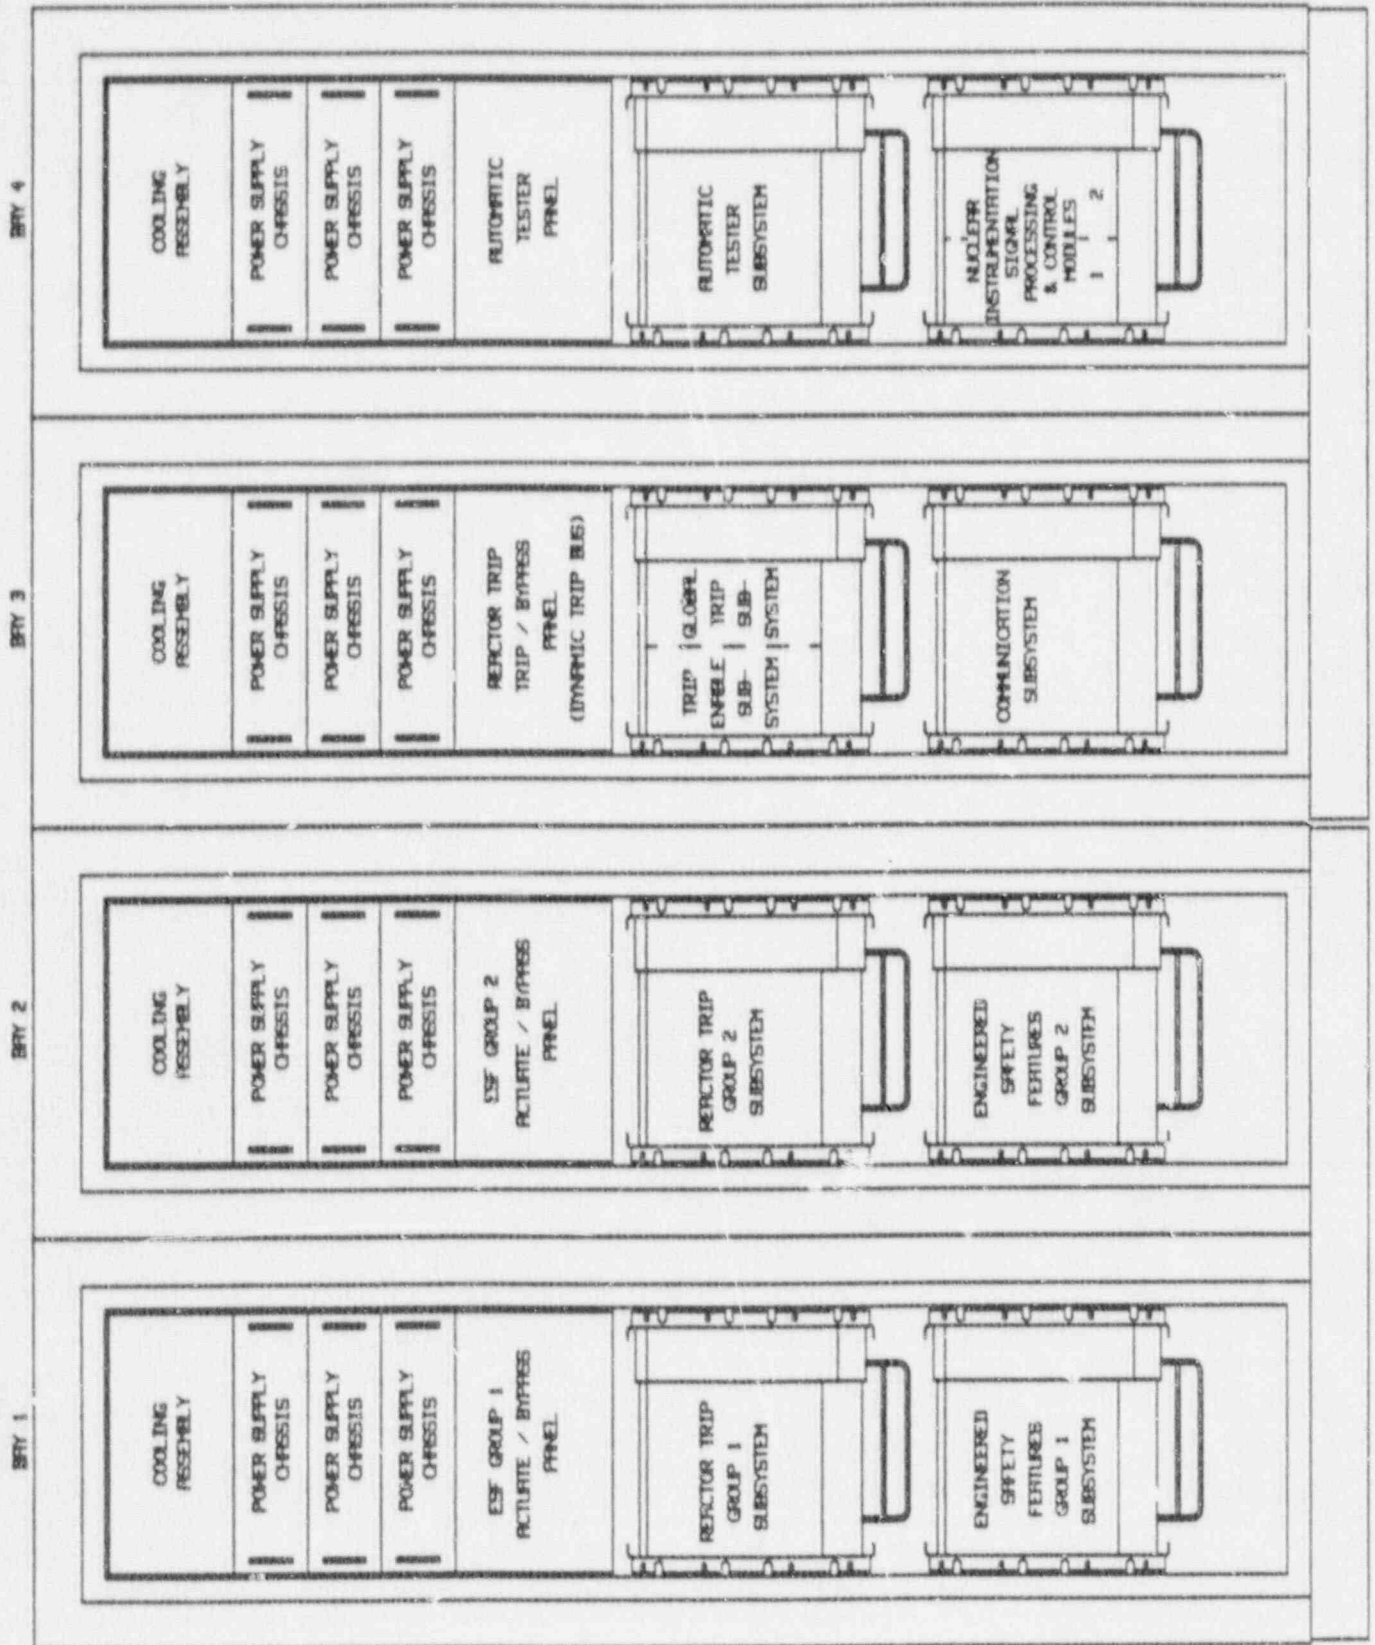 BAY 1
COOLING
ASSEMBLY
POWER SUPPLY
CHASSIS
POWER SUPPLY
CHASSIS
POWER SUPPLY
CHASSIS
ESF GROUP 1
ACTUATE / BYPASS
PANEL
REACTOR TRIP
GROUP 1
SUBSYSTEM
ENGINEERED
SAFETY
FEATURES
GROUP 1
SUBSYSTEM
BAY 2
COOLING
ASSEMBLY
POWER SUPPLY
CHASSIS
POWER SUPPLY
CHASSIS
POWER SUPPLY
CHASSIS
ESF GROUP 2
ACTUATE / BYPASS
PANEL
REACTOR TRIP
GROUP 2
SUBSYSTEM
ENGINEERED
SAFETY
FEATURES
GROUP 2
SUBSYSTEM
BAY 3
COOLING
ASSEMBLY
POWER SUPPLY
CHASSIS
POWER SUPPLY
CHASSIS
POWER SUPPLY
CHASSIS
REACTOR TRIP
TRIP / BYPASS
PANEL
(DYNAMIC TRIP BUS)
TRIP
ENABLE
SUB-
SYSTEM
GLOBAL
TRIP
SUB-
SYSTEM
COMMUNICATION
SUBSYSTEM
BAY 4
COOLING
ASSEMBLY
POWER SUPPLY
CHASSIS
POWER SUPPLY
CHASSIS
POWER SUPPLY
CHASSIS
AUTOMATIC
TESTER
PANEL
AUTOMATIC
TESTER
SUBSYSTEM
NUCLEAR
INSTRUMENTATION
SIGNAL
PROCESSING
& CONTROL
MODULES
1 2